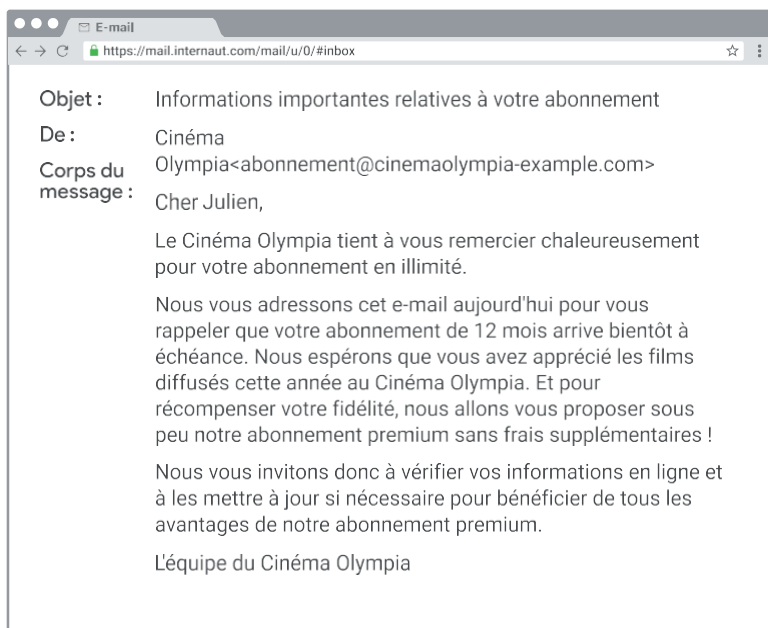 E-mail
https://mail.internaut.com/mail/u/0/#inbox
Objet : Informations importantes relatives à votre abonnement
De : Cinéma
Olympia<abonnement@cinemaolympia-example.com>
Corps du
message :
Cher Julien,
Le Cinéma Olympia tient à vous remercier chaleureusement
pour votre abonnement en illimité.
Nous vous adressons cet e-mail aujourd'hui pour vous
rappeler que votre abonnement de 12 mois arrive bientôt à
échéance. Nous espérons que vous avez apprécié les films
diffusés cette année au Cinéma Olympia. Et pour
récompenser votre fidélité, nous allons vous proposer sous
peu notre abonnement premium sans frais supplémentaires !
Nous vous invitons donc à vérifier vos informations en ligne et
à les mettre à jour si nécessaire pour bénéficier de tous les
avantages de notre abonnement premium.
L'équipe du Cinéma Olympia